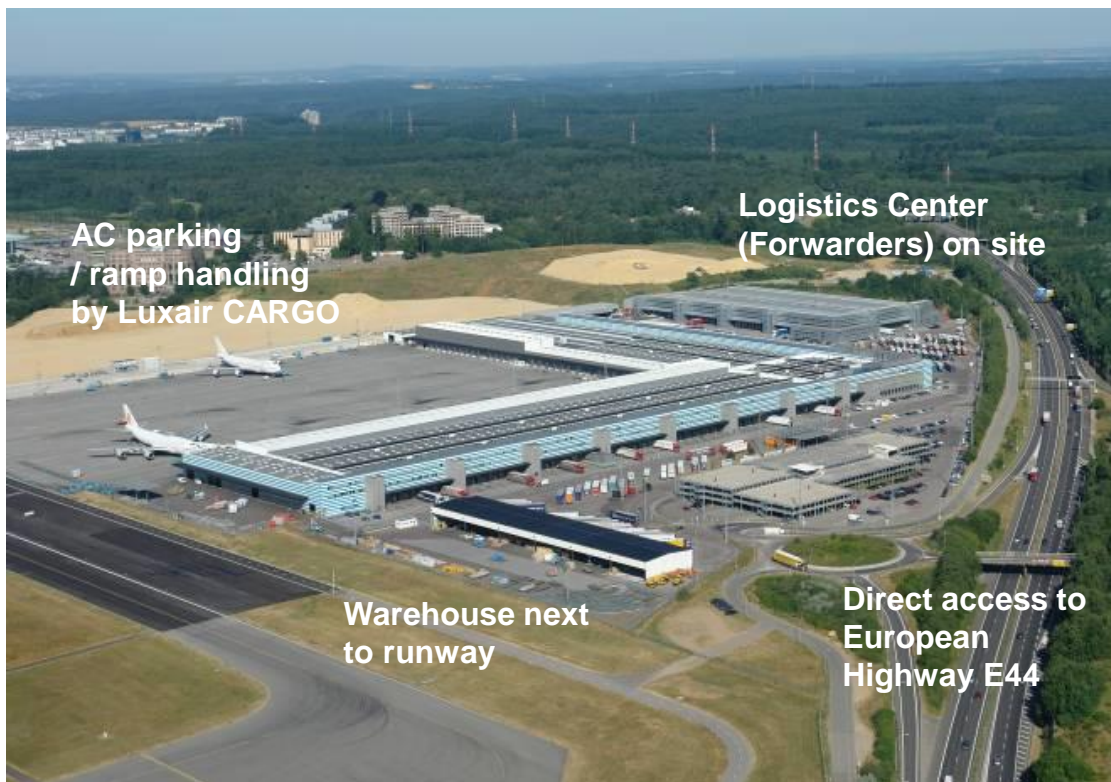 AC parking
/ ramp handling
by Luxair CARGO
Logistics Center
(Forwarders) on site
Warehouse next
to runway
Direct access to
European
Highway E44